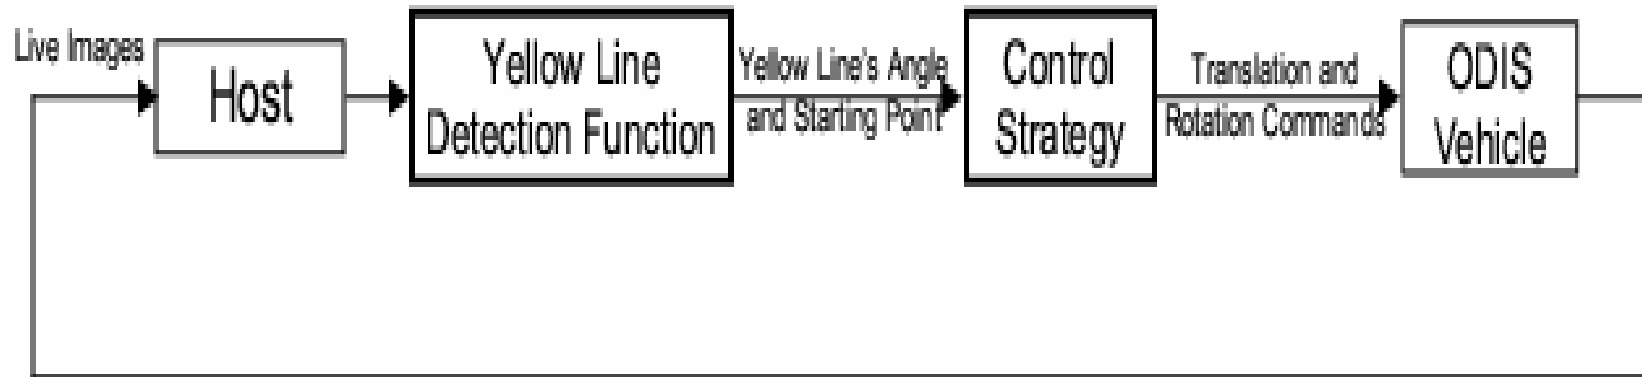 Live Images
Host
Yellow Line
Detection Function
Yellow Line's Angle
and Starting Point
Control
Strategy
Translation and
Rotation Commands
ODIS
Vehicle